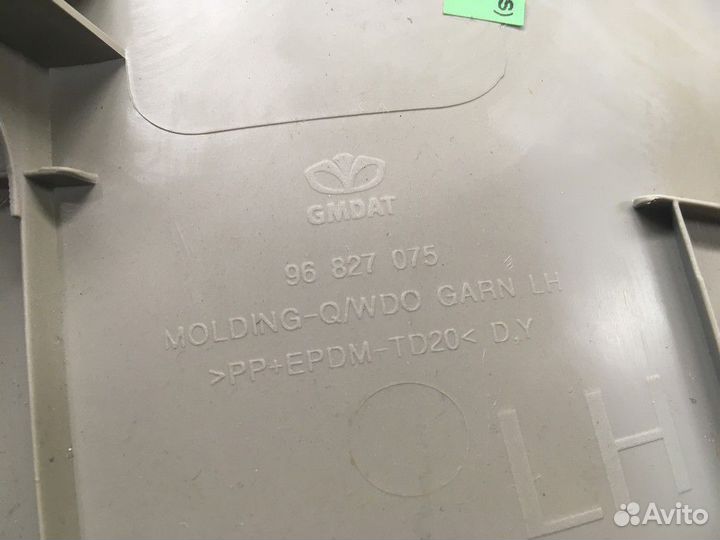 (S)
GMDAT
96 827 075
MOLDING-Q/WDO GARN LH
>PP+EPDM-TD20< D.Y
LH
Avito